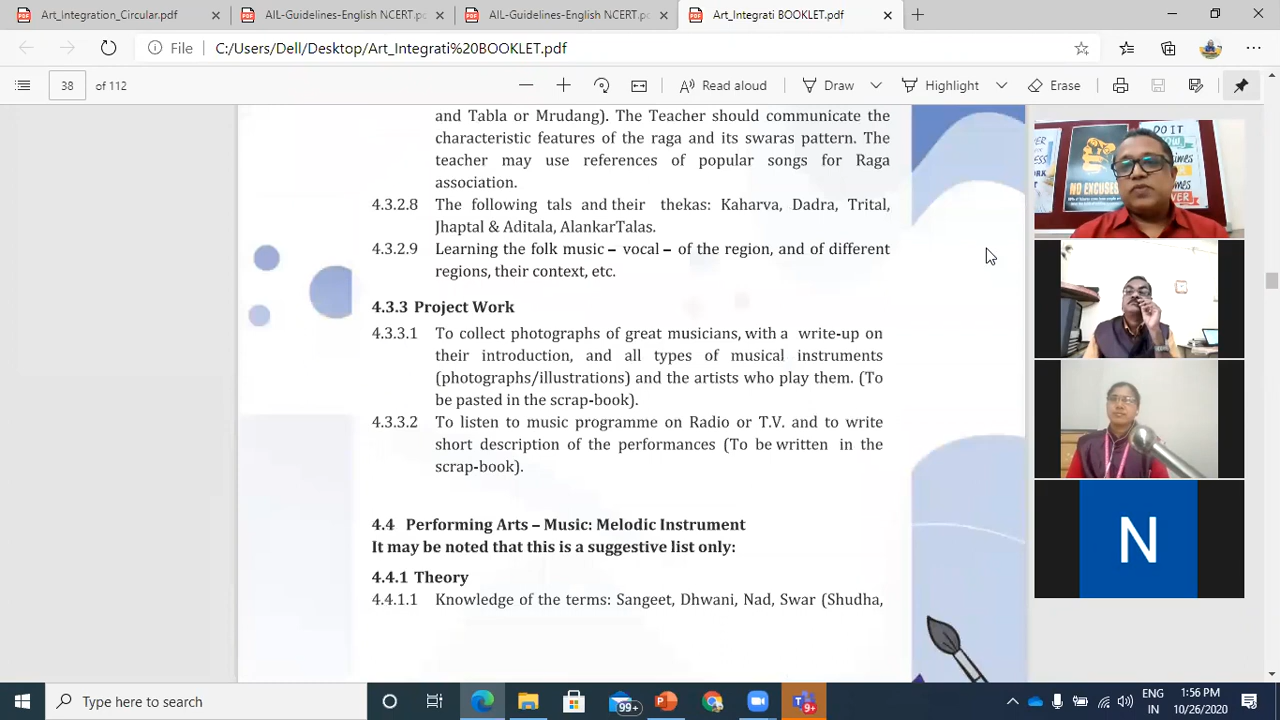 Art_Integration_Circular.pdf
AIL-Guidelines-English NCERT.pdf
AIL-Guidelines-English NCERT.pdf
Art_Integrati BOOKLET.pdf
File C:/Users/Dell/Desktop/Art_Integrati%20BOOKLET.pdf
38 of 112 Read aloud Draw Highlight Erase
and Tabla or Mrudang). The Teacher should communicate the
characteristic features of the raga and its swaras pattern. The
teacher may use references of popular songs for Raga
association.
4.3.2.8 The following tals and their thekas: Kaharva, Dadra, Trital,
Jhaptal & Aditala, AlankarTalas.
4.3.2.9 Learning the folk music – vocal – of the region, and of different
regions, their context, etc.
4.3.3 Project Work
4.3.3.1 To collect photographs of great musicians, with a write-up on
their introduction, and all types of musical instruments
(photographs/illustrations) and the artists who play them. (To
be pasted in the scrap-book).
4.3.3.2 To listen to music programme on Radio or T.V. and to write
short description of the performances (To be written in the
scrap-book).
4.4 Performing Arts – Music: Melodic Instrument
It may be noted that this is a suggestive list only:
4.4.1 Theory
4.4.1.1 Knowledge of the terms: Sangeet, Dhwani, Nad, Swar (Shudha,
DO IT
NO EXCUSES
N
Type here to search
99+
9+
ENG
IN
1:56 PM
10/26/2020